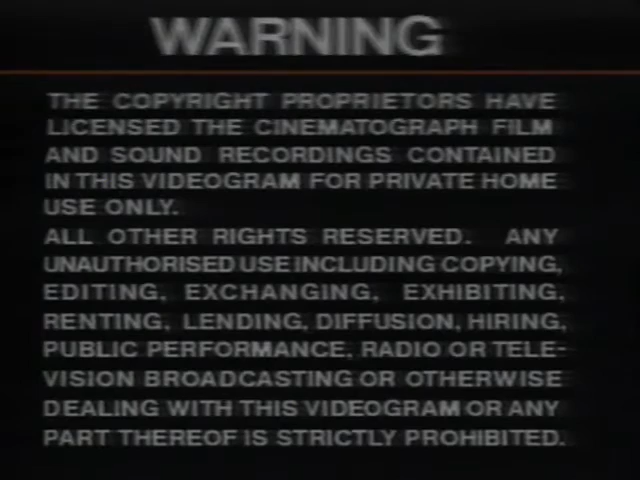 WARNING
THE COPYRIGHT PROPRIETORS HAVE
LICENSED THE CINEMATOGRAPH FILM
AND SOUND RECORDINGS CONTAINED
IN THIS VIDEOGRAM FOR PRIVATE HOME
USE ONLY.
ALL OTHER RIGHTS RESERVED. ANY
UNAUTHORISED USE INCLUDING COPYING,
EDITING, EXCHANGING, EXHIBITING,
RENTING, LENDING, DIFFUSION, HIRING,
PUBLIC PERFORMANCE, RADIO OR TELE-
VISION BROADCASTING OR OTHERWISE
DEALING WITH THIS VIDEOGRAM OR ANY
PART THEREOF IS STRICTLY PROHIBITED.